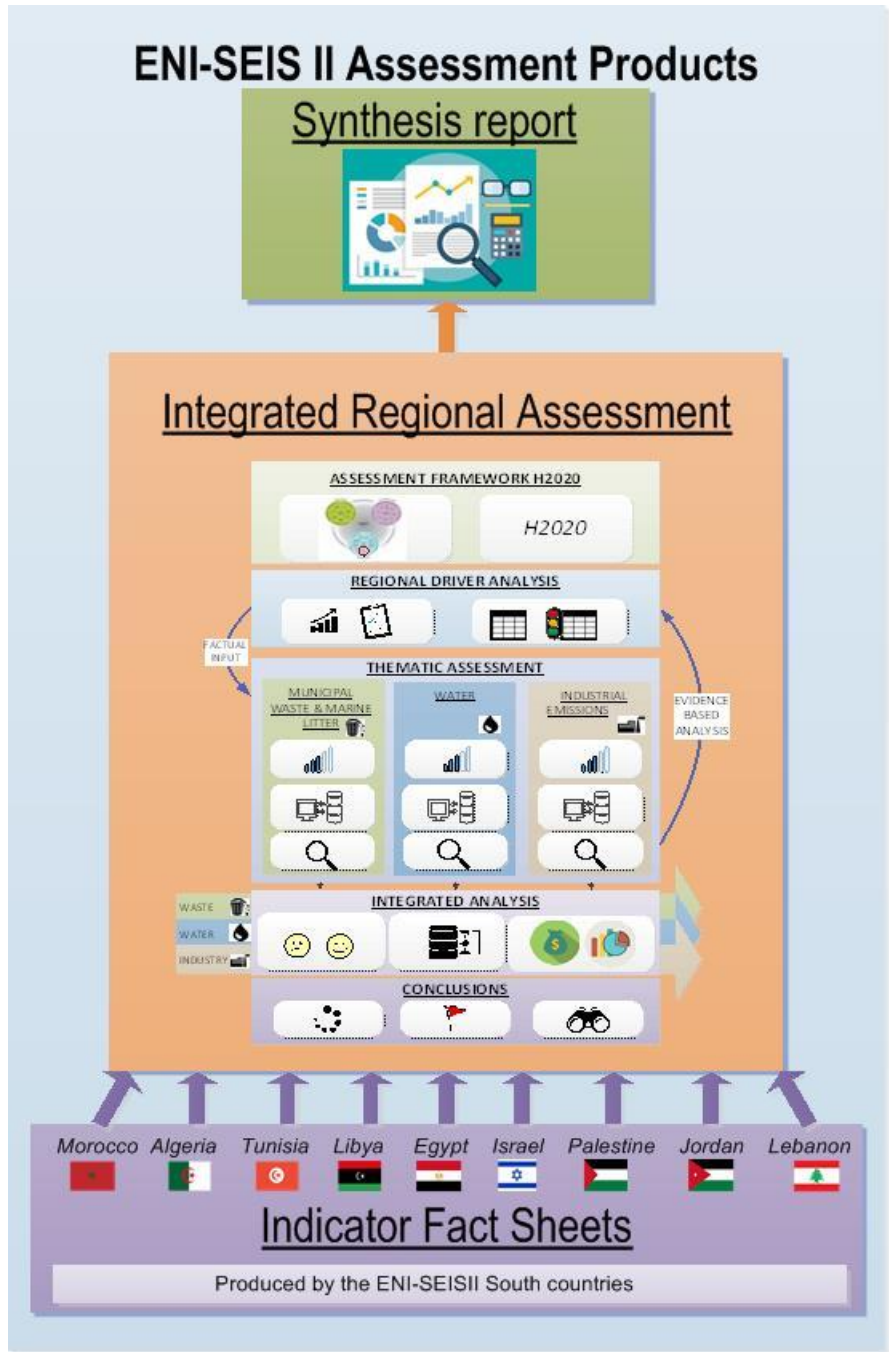 ENI-SEIS II Assessment Products
Synthesis report
Integrated Regional Assessment
ASSESSMENT FRAMEWORK H2020
H2020
REGIONAL DRIVER ANALYSIS
FACTUAL
INPUT
THEMATIC ASSESSMENT
MUNICIPAL
WASTE & MARINE
LITTER
WATER
INDUSTRIAL
EMISSIONS
EVIDENCE
BASED
ANALYSIS
INTEGRATED ANALYSIS
WASTE
WATER
INDUSTRY
$
CONCLUSIONS
Morocco Algeria Tunisia Libya Egypt Israel Palestine Jordan Lebanon
Indicator Fact Sheets
Produced by the ENI-SEISII South countries